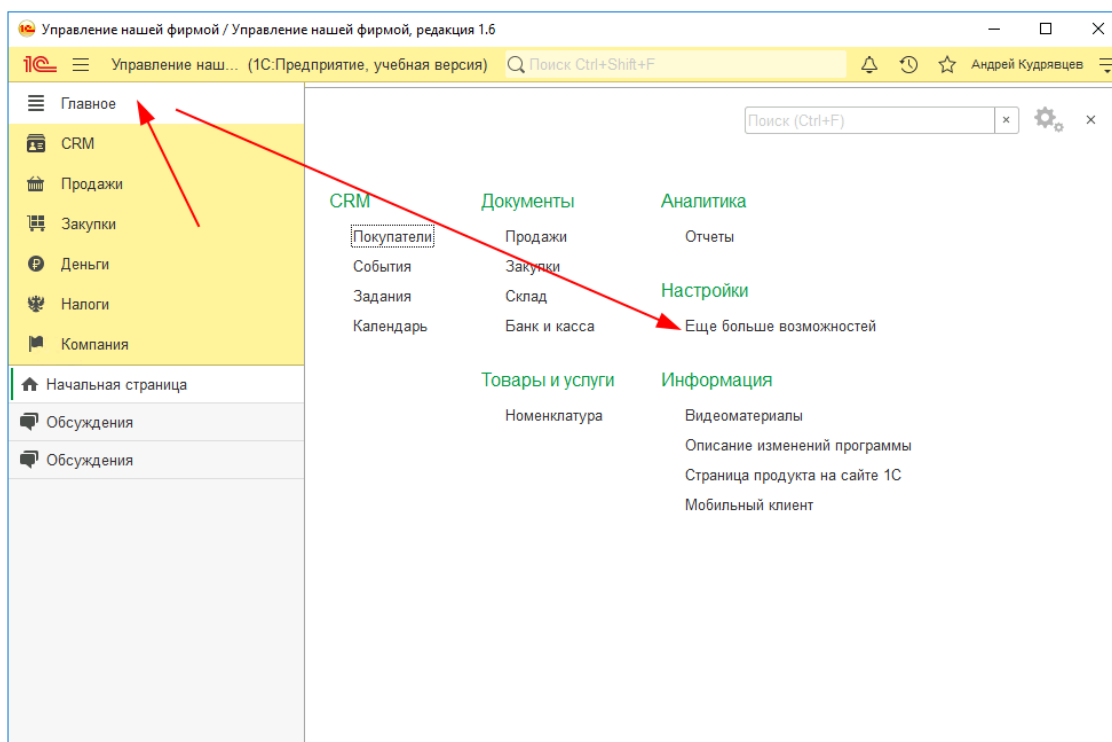 Управление нашей фирмой / Управление нашей фирмой, редакция 1.6
Управление наш... (1С:Предприятие, учебная версия)
Поиск Ctrl+Shift+F
Андрей Кудрявцев
Главное
CRM
Продажи
Закупки
Деньги
Налоги
Компания
Начальная страница
Обсуждения
Обсуждения
Поиск (Ctrl+F)
CRM
Покупатели
События
Задания
Календарь
Документы
Продажи
Закупки
Склад
Банк и касса
Товары и услуги
Номенклатура
Аналитика
Отчеты
Настройки
Еще больше возможностей
Информация
Видеоматериалы
Описание изменений программы
Страница продукта на сайте 1С
Мобильный клиент